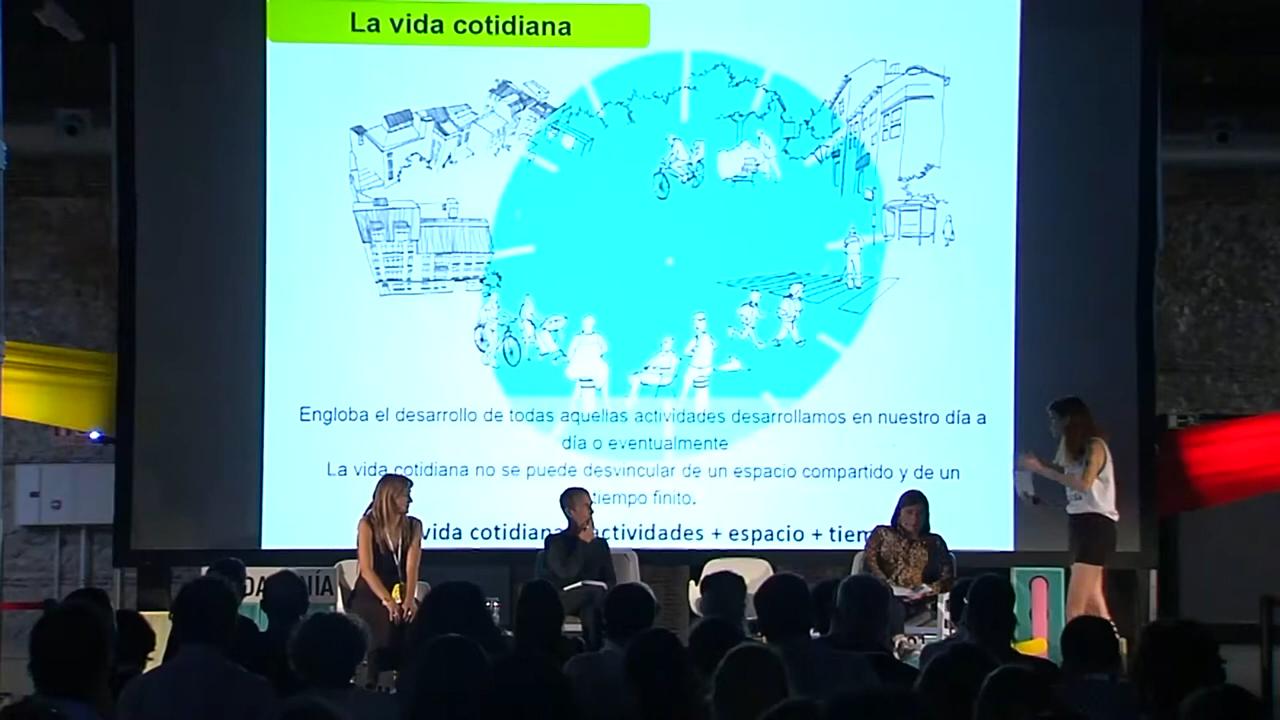 La vida cotidiana
Engloba el desarrollo de todas aquellas actividades desarrollamos en nuestro día a
día o eventualmente
La vida cotidiana no se puede desvincular de un espacio compartido y de un
tiempo finito.
vida cotidiana actividades + espacio + tiem